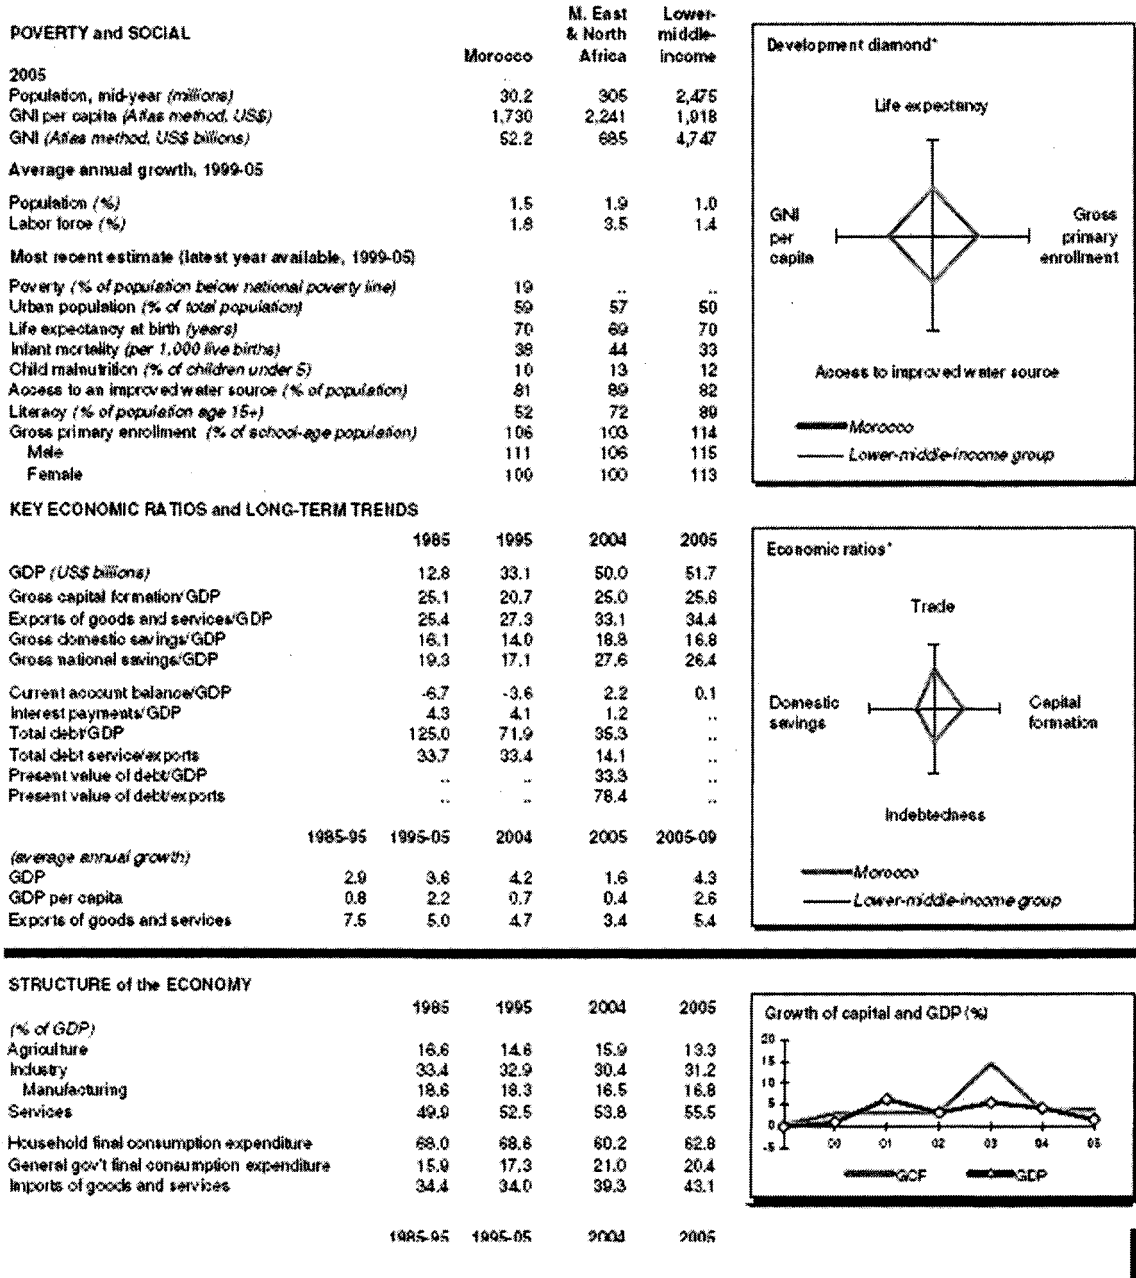 POVERTY and SOCIAL Morocco M. East & North Africa Lower-middle-income
2005
Population, mid-year (millions) 30.2 305 2,475
GNI per capita (Atlas method, US$) 1,730 2,241 1,918
GNI (Atlas method, US$ billions) 52.2 685 4,747
Average annual growth, 1999-05
Population (%) 1.5 1.9 1.0
Labor force (%) 1.8 3.5 1.4
Most recent estimate (latest year available, 1999-05)
Poverty (% of population below national poverty line) 19 .. ..
Urban population (% of total population) 59 57 50
Life expectancy at birth (years) 70 69 70
Infant mortality (per 1,000 live births) 38 44 33
Child malnutrition (% of children under 5) 10 13 12
Access to an improved water source (% of population) 81 89 82
Literacy (% of population age 15+) 52 72 89
Gross primary enrollment (% of school-age population) 106 103 114
Male 111 106 115
Female 100 100 113
Development diamond*
Life expectancy
GNI per capita
Gross primary enrollment
Access to improved water source
Morocco
Lower-middle-income group
KEY ECONOMIC RATIOS and LONG-TERM TRENDS
1985 1995 2004 2005
GDP (US$ billions) 12.8 33.1 50.0 51.7
Gross capital formation/GDP 25.1 20.7 25.0 25.6
Exports of goods and services/GDP 25.4 27.3 33.1 34.4
Gross domestic savings/GDP 16.1 14.0 18.8 16.8
Gross national savings/GDP 19.3 17.1 27.6 26.4
Current account balance/GDP -6.7 -3.6 2.2 0.1
Interest payments/GDP 4.3 4.1 1.2 ..
Total debt/GDP 125.0 71.9 35.3 ..
Total debt service/exports 33.7 33.4 14.1 ..
Present value of debt/GDP .. .. 33.3 ..
Present value of debt/exports .. .. 78.4 ..
1985-95 1995-05 2004 2005 2005-09
(average annual growth)
GDP 2.9 3.6 4.2 1.6 4.3
GDP per capita 0.8 2.2 0.7 0.4 2.6
Exports of goods and services 7.5 5.0 4.7 3.4 5.4
Economic ratios*
Trade
Domestic savings
Capital formation
Indebtedness
Morocco
Lower-middle-income group
STRUCTURE of the ECONOMY
1985 1995 2004 2005
(% of GDP)
Agriculture 16.6 14.6 15.9 13.3
Industry 33.4 32.9 30.4 31.2
Manufacturing 18.6 18.3 16.5 16.8
Services 49.9 52.5 53.8 55.5
Household final consumption expenditure 68.0 68.6 60.2 62.8
General gov't final consumption expenditure 15.9 17.3 21.0 20.4
Imports of goods and services 34.4 34.0 39.3 43.1
Growth of capital and GDP (%)
20
15
10
5
0
-5
00 01 02 03 04 05
GCF GDP
1985-95 1995-05 2004 2005